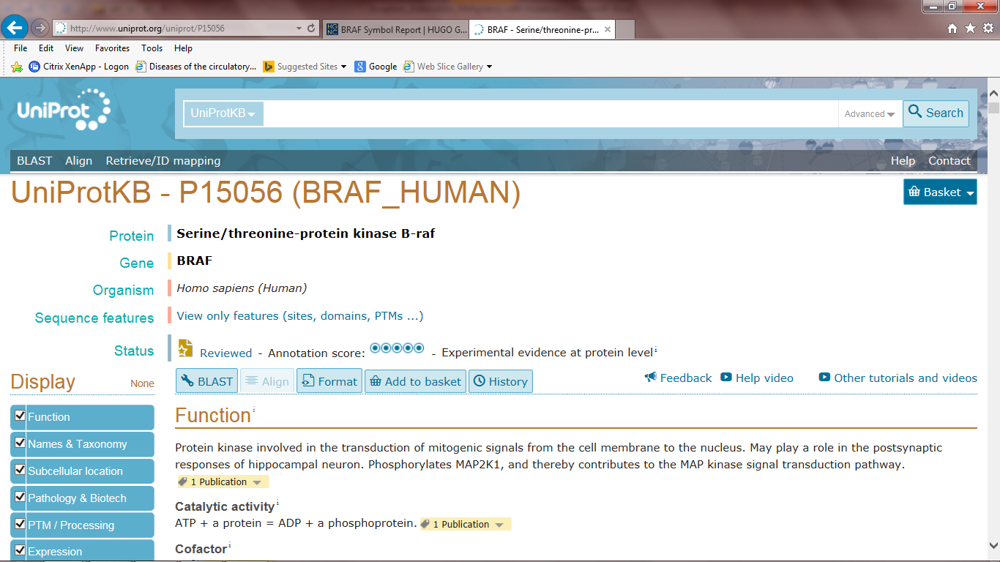 http://www.uniprot.org/uniprot/P15056
HGNC BRAF Symbol Report | HUGO G...
BRAF - Serine/threonine-pr...
File Edit View Favorites Tools Help
Citrix XenApp - Logon Diseases of the circulatory... Suggested Sites Google Web Slice Gallery
UniProt
UniProtKB
Advanced
Search
BLAST Align Retrieve/ID mapping Help Contact
UniProtKB - P15056 (BRAF_HUMAN)
Basket
Protein Serine/threonine-protein kinase B-raf
Gene BRAF
Organism Homo sapiens (Human)
Sequence features View only features (sites, domains, PTMs ...)
Status Reviewed - Annotation score: - Experimental evidence at protein level i
Display None
BLAST Align Format Add to basket History Feedback Help video Other tutorials and videos
Function
Names & Taxonomy
Subcellular location
Pathology & Biotech
PTM / Processing
Expression
Function i
Protein kinase involved in the transduction of mitogenic signals from the cell membrane to the nucleus. May play a role in the postsynaptic
responses of hippocampal neuron. Phosphorylates MAP2K1, and thereby contributes to the MAP kinase signal transduction pathway.
1 Publication
Catalytic activity i
ATP + a protein = ADP + a phosphoprotein. 1 Publication
Cofactor i